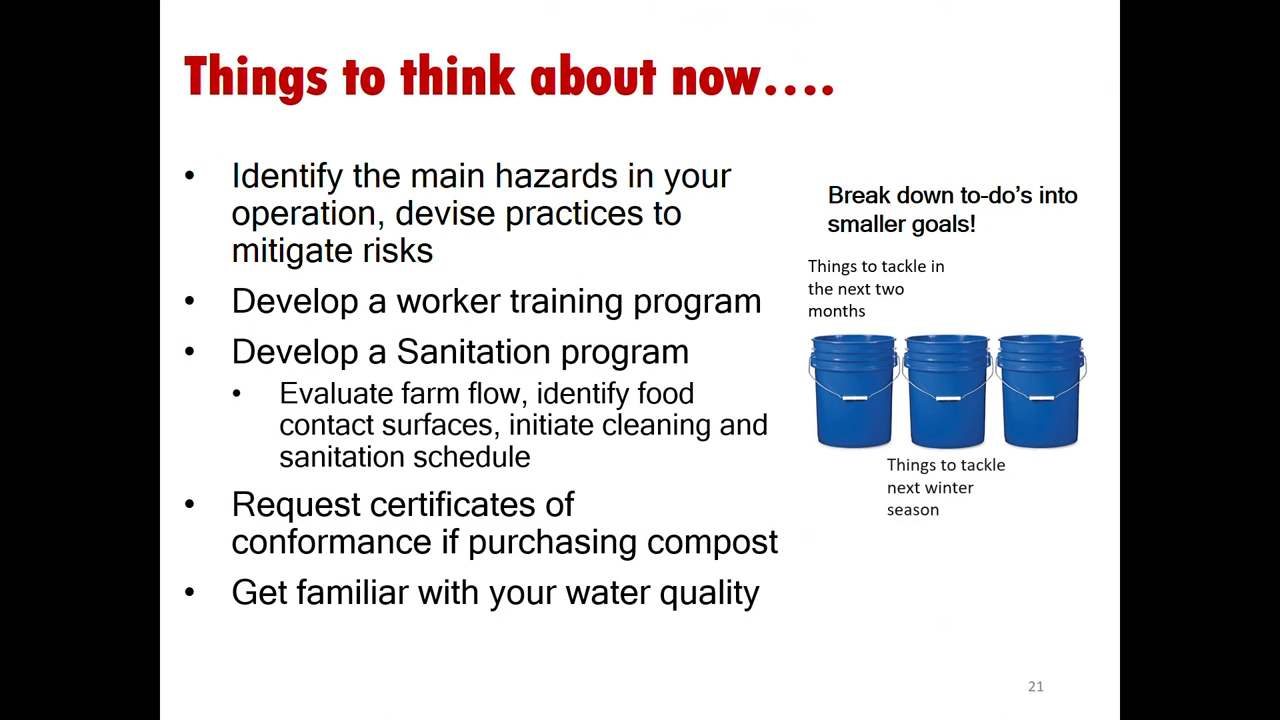 Things to think about now....
• Identify the main hazards in your
operation, devise practices to
mitigate risks
• Develop a worker training program
• Develop a Sanitation program
• Evaluate farm flow, identify food
contact surfaces, initiate cleaning and
sanitation schedule
• Request certificates of
conformance if purchasing compost
• Get familiar with your water quality
Break down to-do’s into
smaller goals!
Things to tackle in
the next two
months
Things to tackle
next winter
season
21